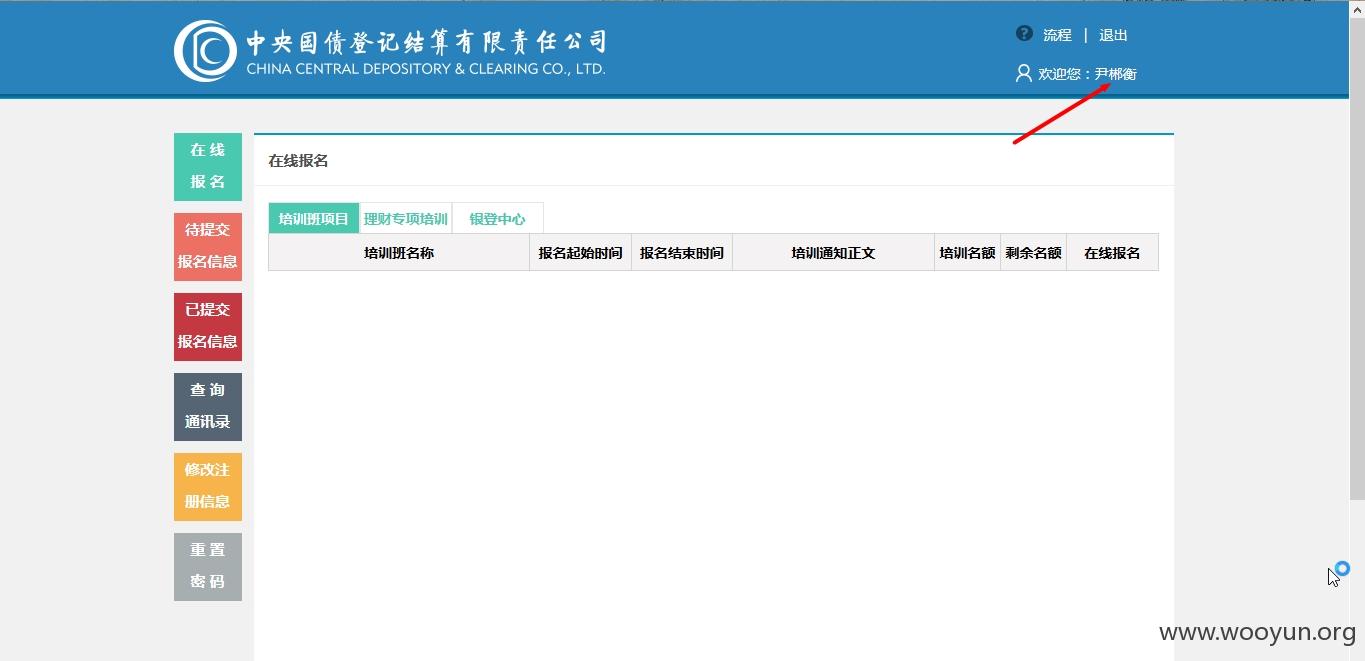 中央国债登记结算有限责任公司
CHINA CENTRAL DEPOSITORY & CLEARING CO., LTD.
? 流程 | 退出
欢迎您：尹郴衡
在 线
报 名
待提交
报名信息
已提交
报名信息
查 询
通讯录
修改注
册信息
重 置
密 码
在线报名
培训班项目 理财专项培训 银登中心
培训班名称 报名起始时间 报名结束时间 培训通知正文 培训名额 剩余名额 在线报名
www.wooyun.org